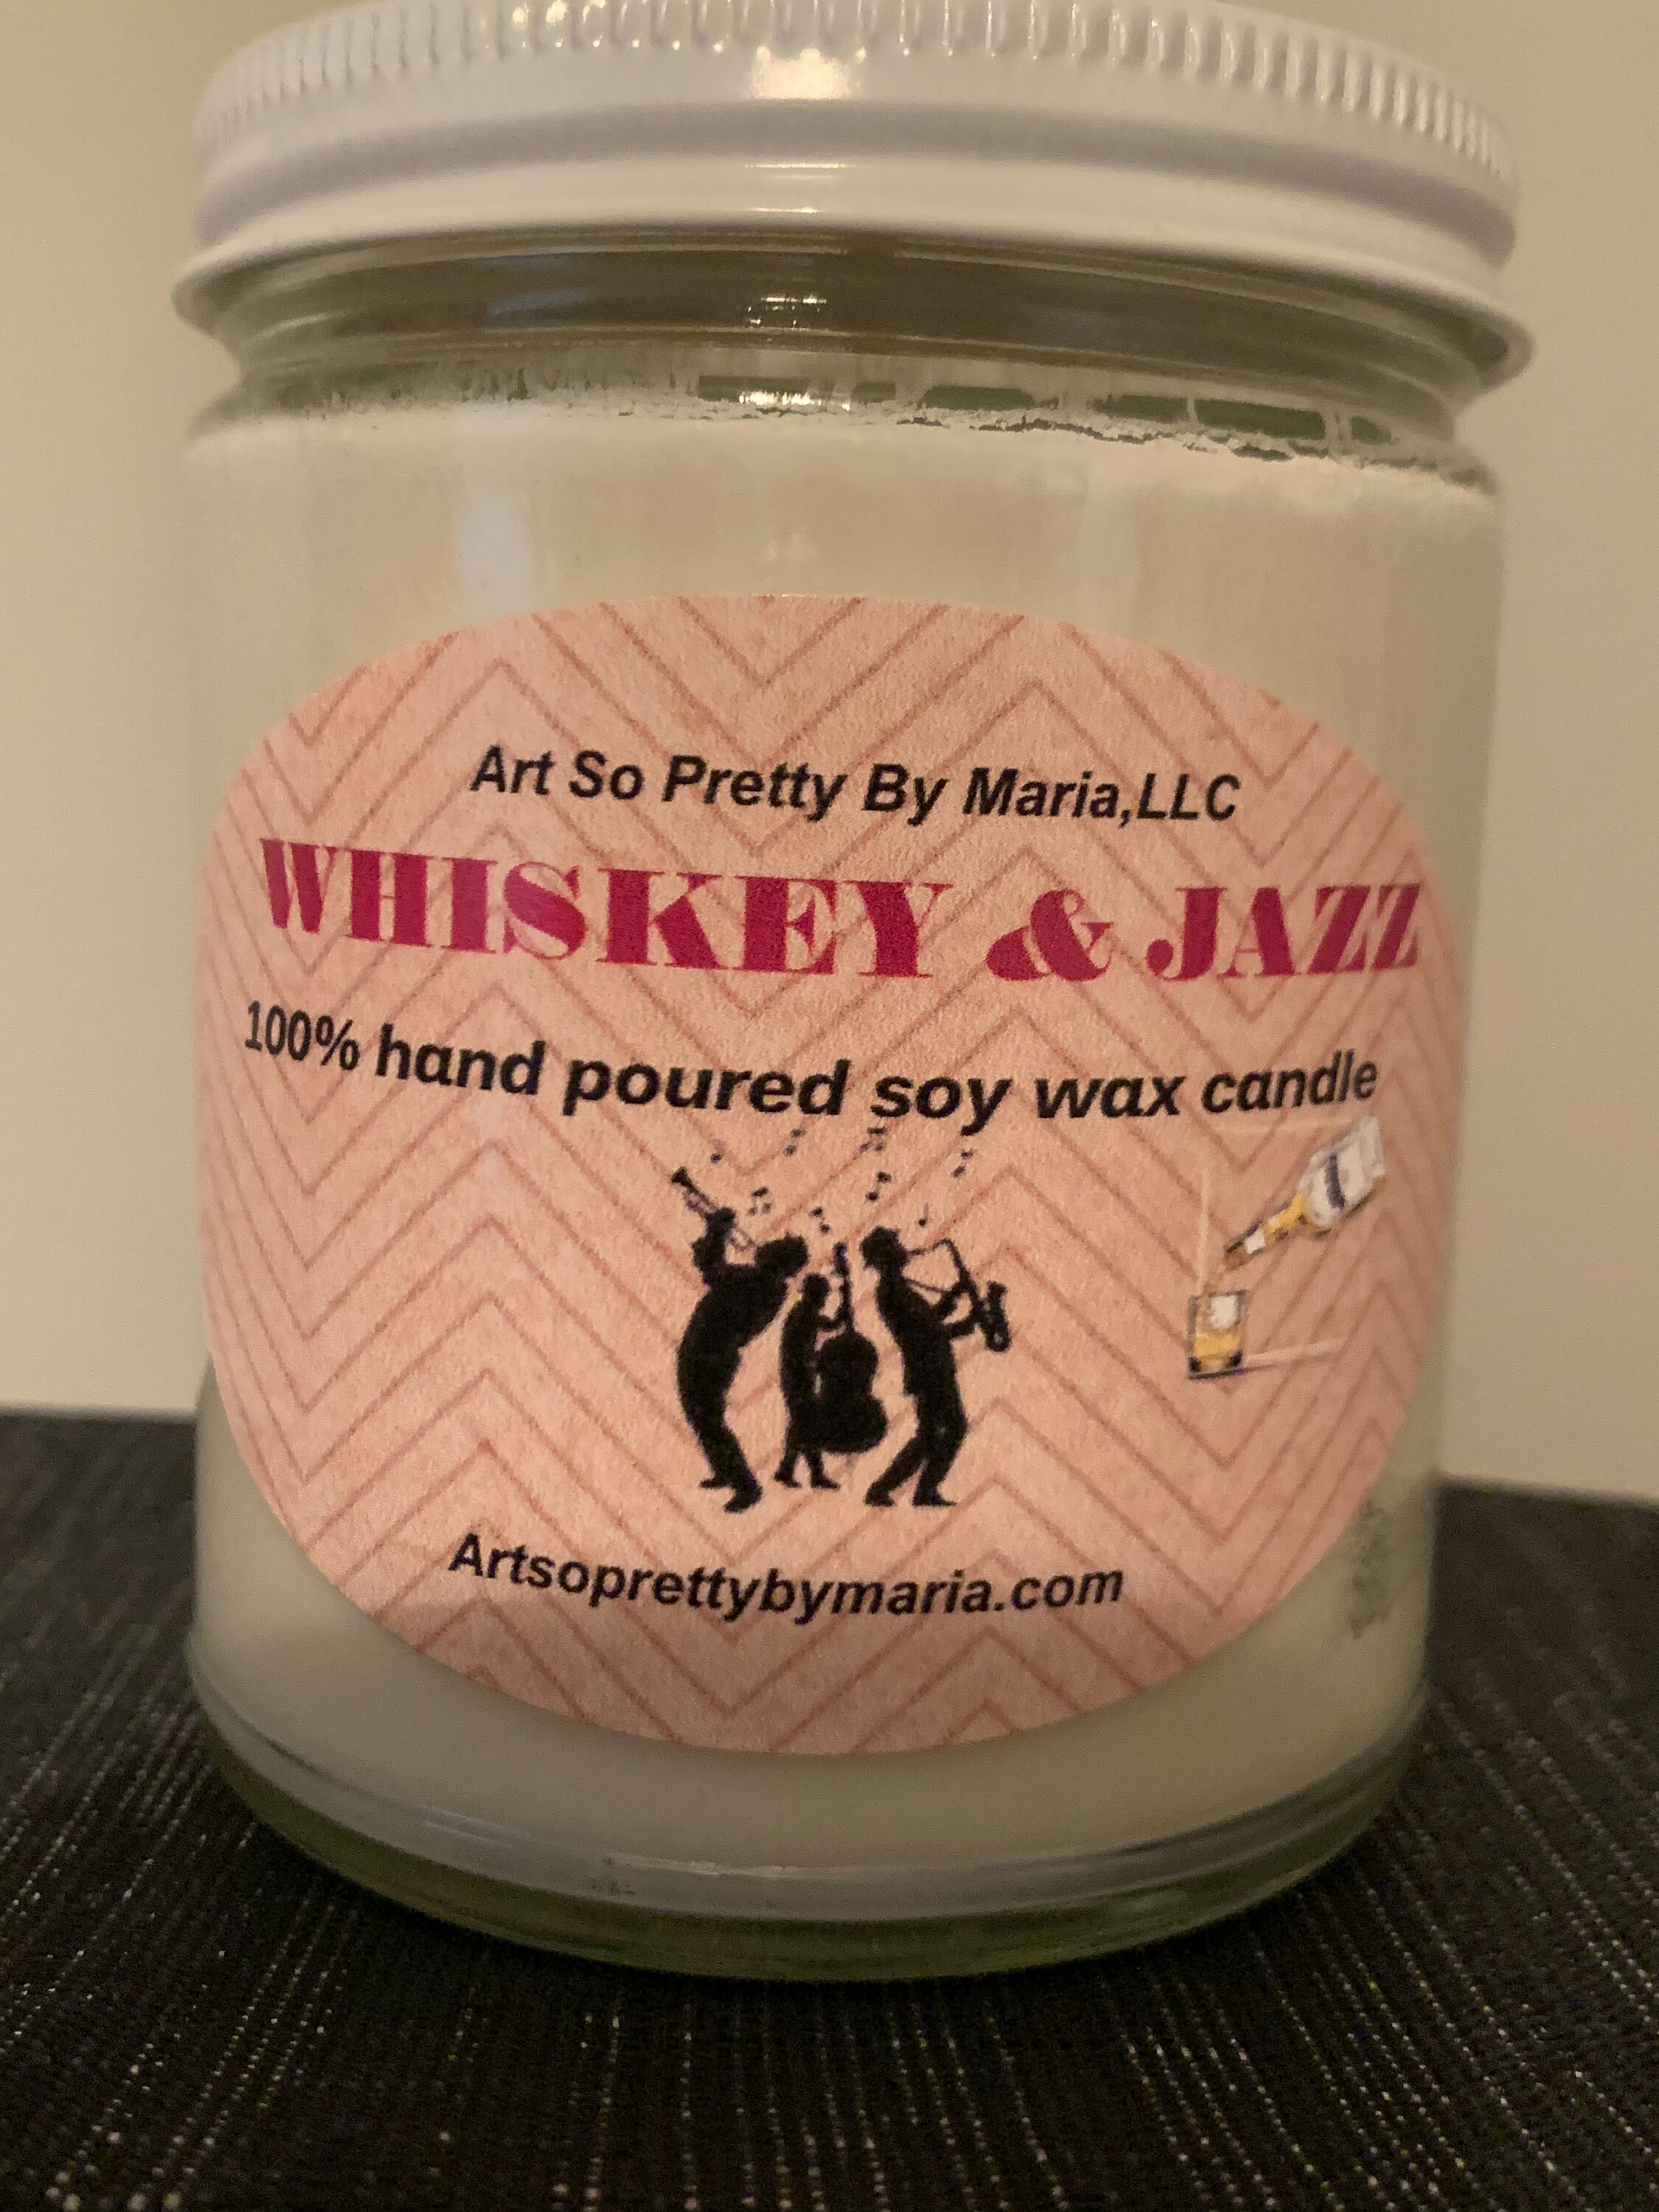 Art So Pretty By Maria,LLC
WHISKEY & JAZZ
100% hand poured soy wax candle
Artsoprettybymaria.com